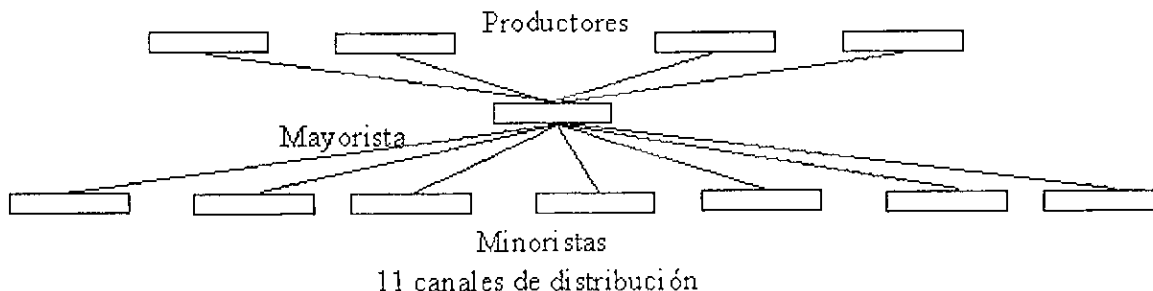 Productores
Mayorista
Minoristas
11 canales de distribución